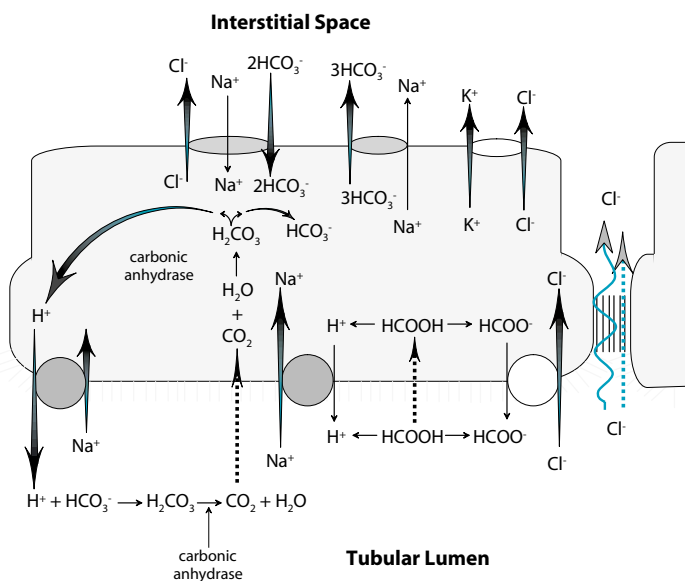 Interstitial Space
Cl⁻ Na⁺ 2HCO₃⁻ 3HCO₃⁻ Na⁺ K⁺ Cl⁻
Cl⁻ Na⁺ 2HCO₃⁻ 3HCO₃⁻ Na⁺ K⁺ Cl⁻
Cl⁻
H₂CO₃ HCO₃⁻
carbonic
anhydrase
Na⁺ Cl⁻
H₂O
H⁺ + H⁺ HCOOH HCOO⁻
CO₂
Na⁺ H⁺ HCOOH HCOO⁻ Cl⁻
Na⁺ Cl⁻
H⁺ + HCO₃⁻ H₂CO₃ CO₂ + H₂O
carbonic
anhydrase
Tubular Lumen